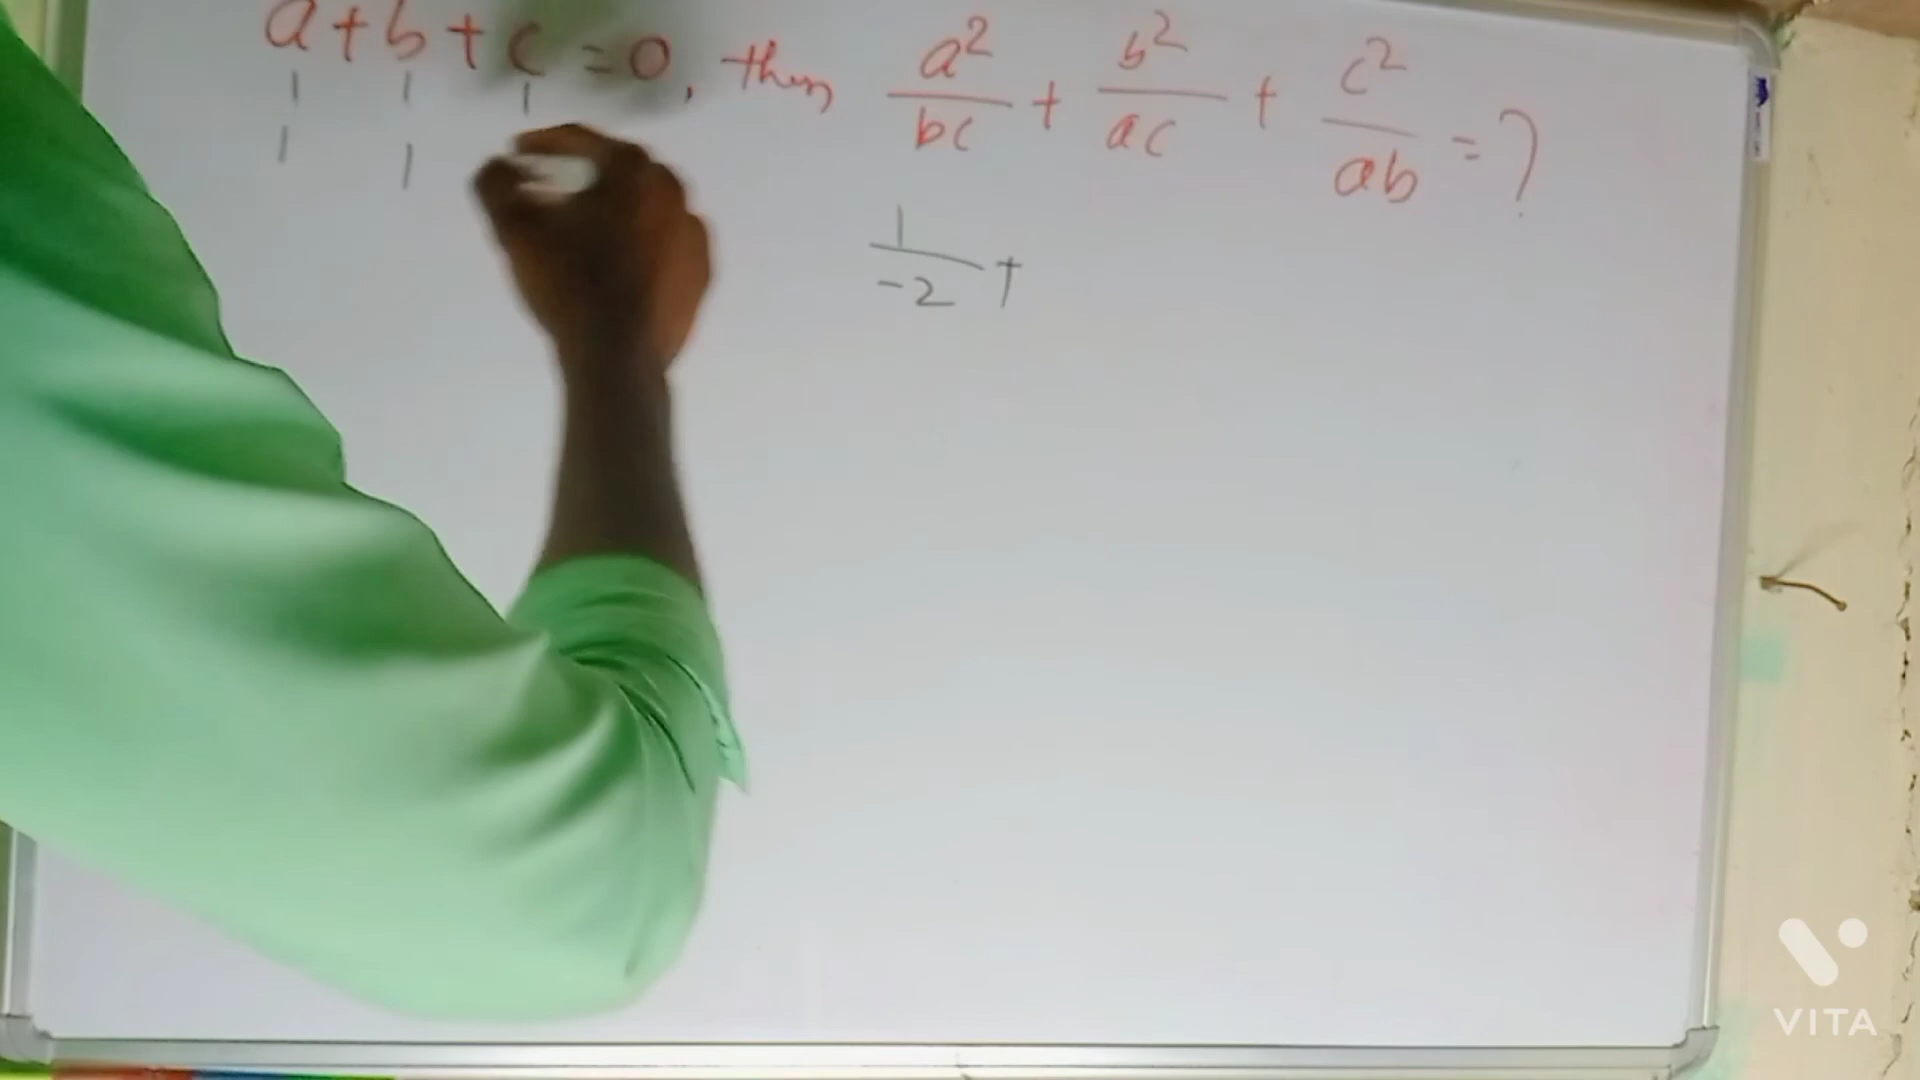 a + b + c = 0, then a²/bc + b²/ac + c²/ab = ?
1 1 1
1 1
1/-2 +
VITA